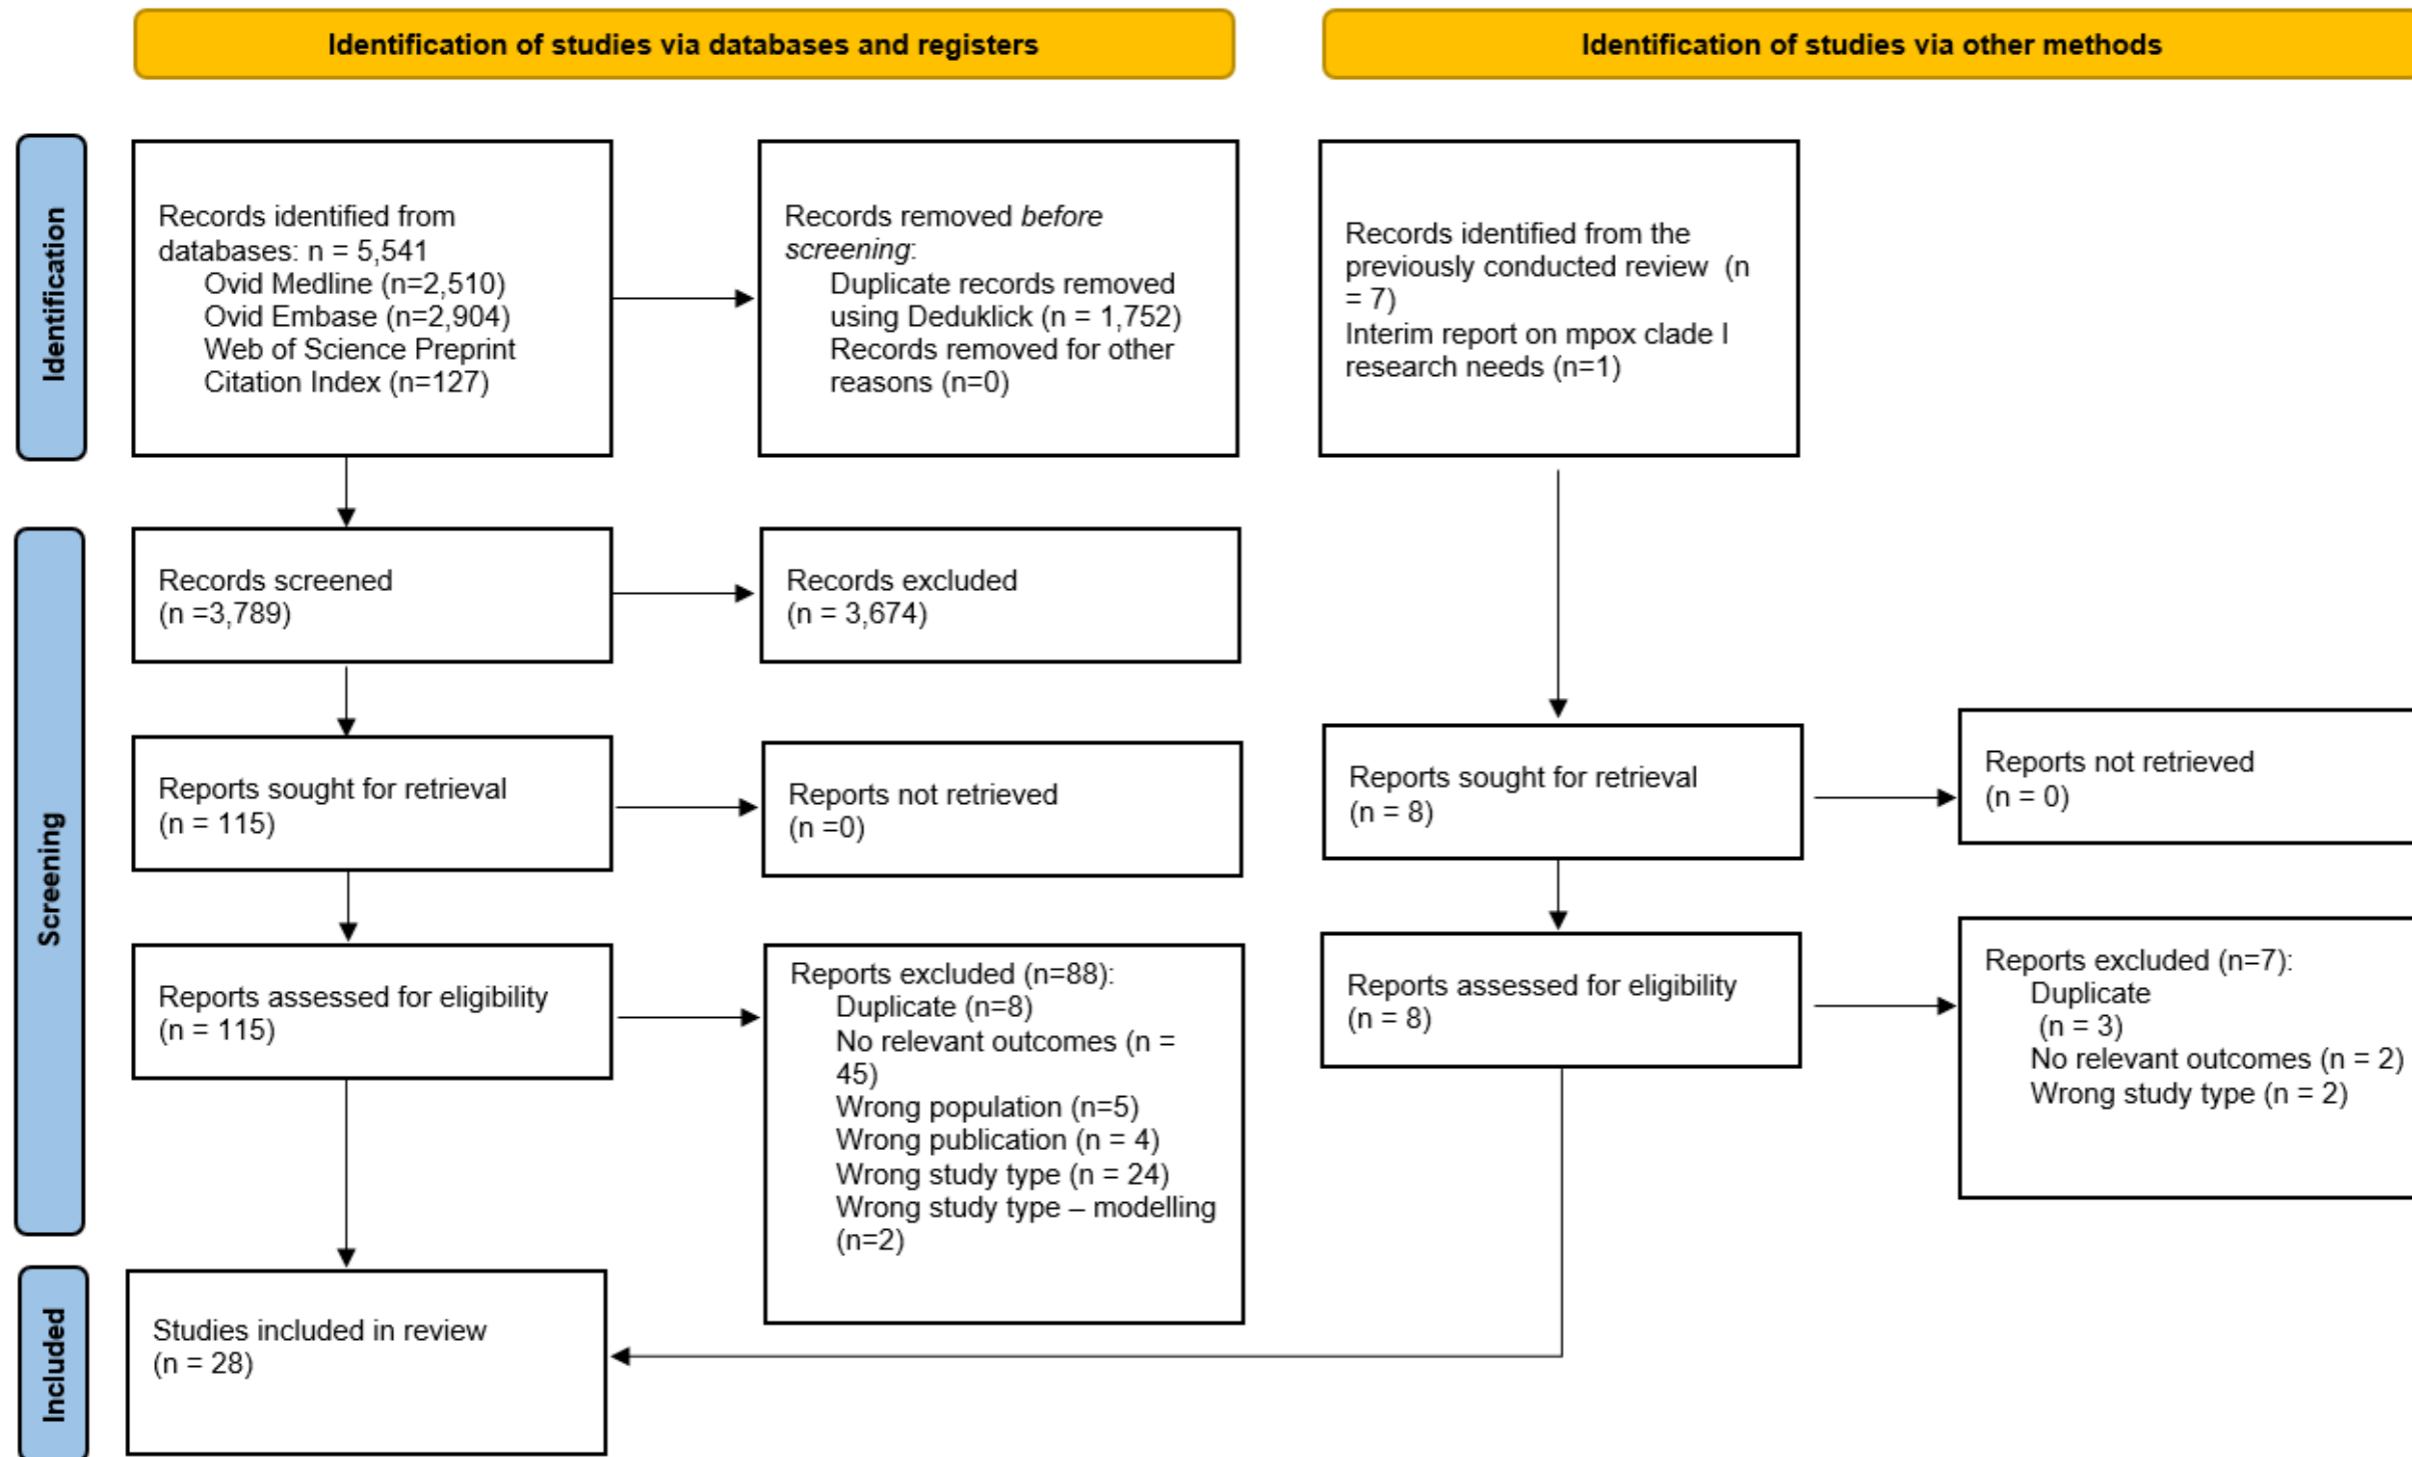 Identification of studies via databases and registers
Identification of studies via other methods
Identification
Records identified from
databases: n = 5,541
Ovid Medline (n=2,510)
Ovid Embase (n=2,904)
Web of Science Preprint
Citation Index (n=127)
Records removed before
screening:
Duplicate records removed
using Deduklick (n = 1,752)
Records removed for other
reasons (n=0)
Records identified from the
previously conducted review  (n
= 7)
Interim report on mpox clade I
research needs (n=1)
Screening
Records screened
(n =3,789)
Records excluded
(n = 3,674)
Reports sought for retrieval
(n = 115)
Reports not retrieved
(n =0)
Reports sought for retrieval
(n = 8)
Reports not retrieved
(n = 0)
Reports assessed for eligibility
(n = 115)
Reports excluded (n=88):
Duplicate (n=8)
No relevant outcomes (n =
45)
Wrong population (n=5)
Wrong publication (n = 4)
Wrong study type (n = 24)
Wrong study type – modelling
(n=2)
Reports assessed for eligibility
(n = 8)
Reports excluded (n=7):
Duplicate
(n = 3)
No relevant outcomes (n = 2)
Wrong study type (n = 2)
Included
Studies included in review
(n = 28)